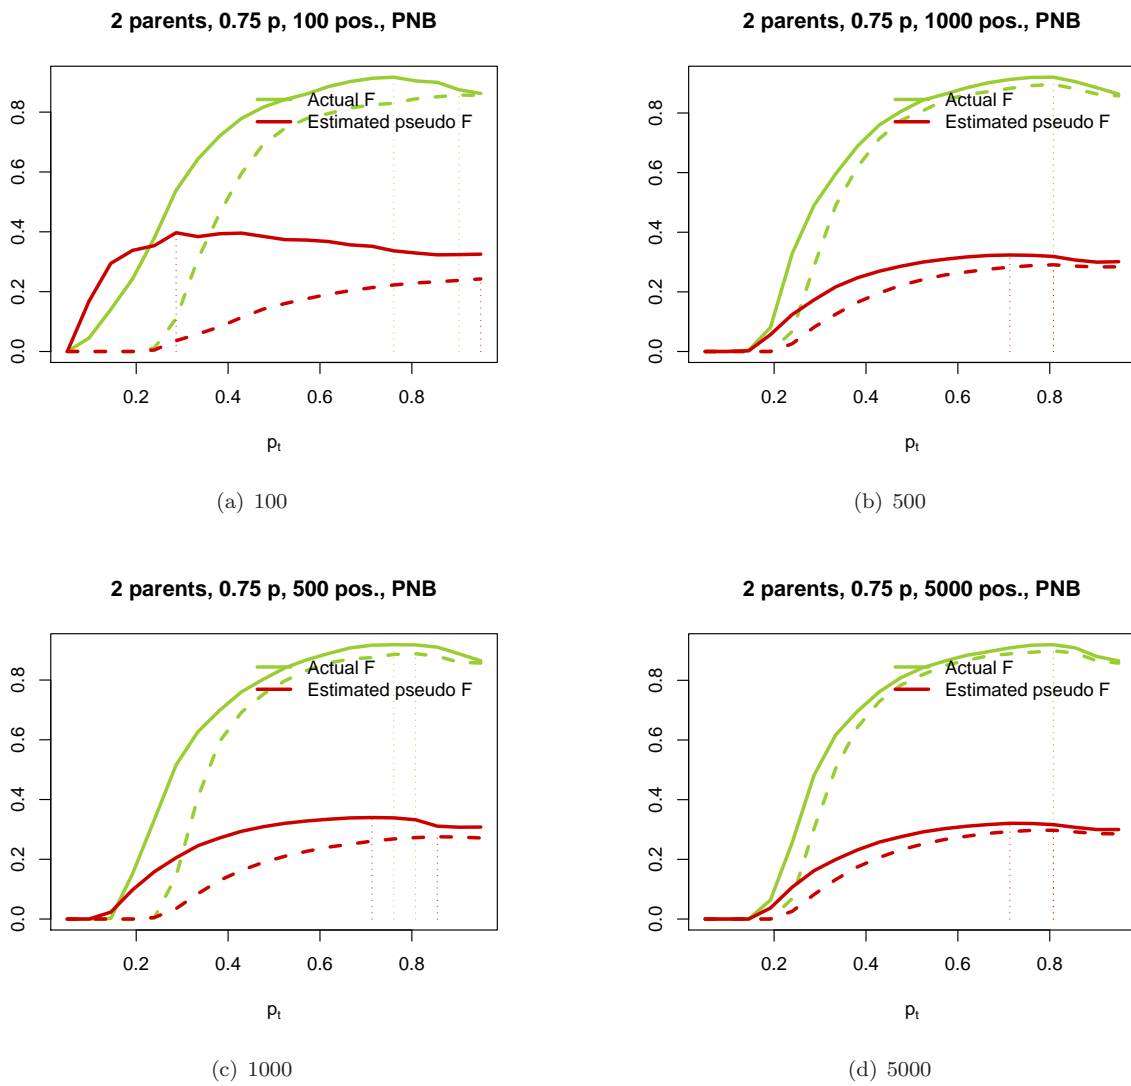 2 parents, 0.75 p, 100 pos., PNB
0.0 0.2 0.4 0.6 0.8
Actual F
Estimated pseudo F
0.2 0.4 0.6 0.8
pt
(a) 100
2 parents, 0.75 p, 1000 pos., PNB
0.0 0.2 0.4 0.6 0.8
Actual F
Estimated pseudo F
0.2 0.4 0.6 0.8
pt
(b) 500
2 parents, 0.75 p, 500 pos., PNB
0.0 0.2 0.4 0.6 0.8
Actual F
Estimated pseudo F
0.2 0.4 0.6 0.8
pt
(c) 1000
2 parents, 0.75 p, 5000 pos., PNB
0.0 0.2 0.4 0.6 0.8
Actual F
Estimated pseudo F
0.2 0.4 0.6 0.8
pt
(d) 5000